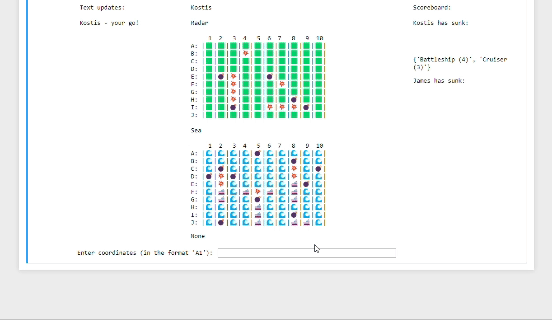 Text updates:
Kostis
Scoreboard:
Kostis - your go!
Radar
Kostis has sunk:
1 2 3 4 5 6 7 8 9 10
A:
B:
C:
D:
E:
F:
G:
H:
I:
J:
{'Battleship (4)', 'Cruiser
(3)'}
James has sunk:
Sea
1 2 3 4 5 6 7 8 9 10
A:
B:
C:
D:
E:
F:
G:
H:
I:
J:
None
Enter coordinates (in the format 'A1'):